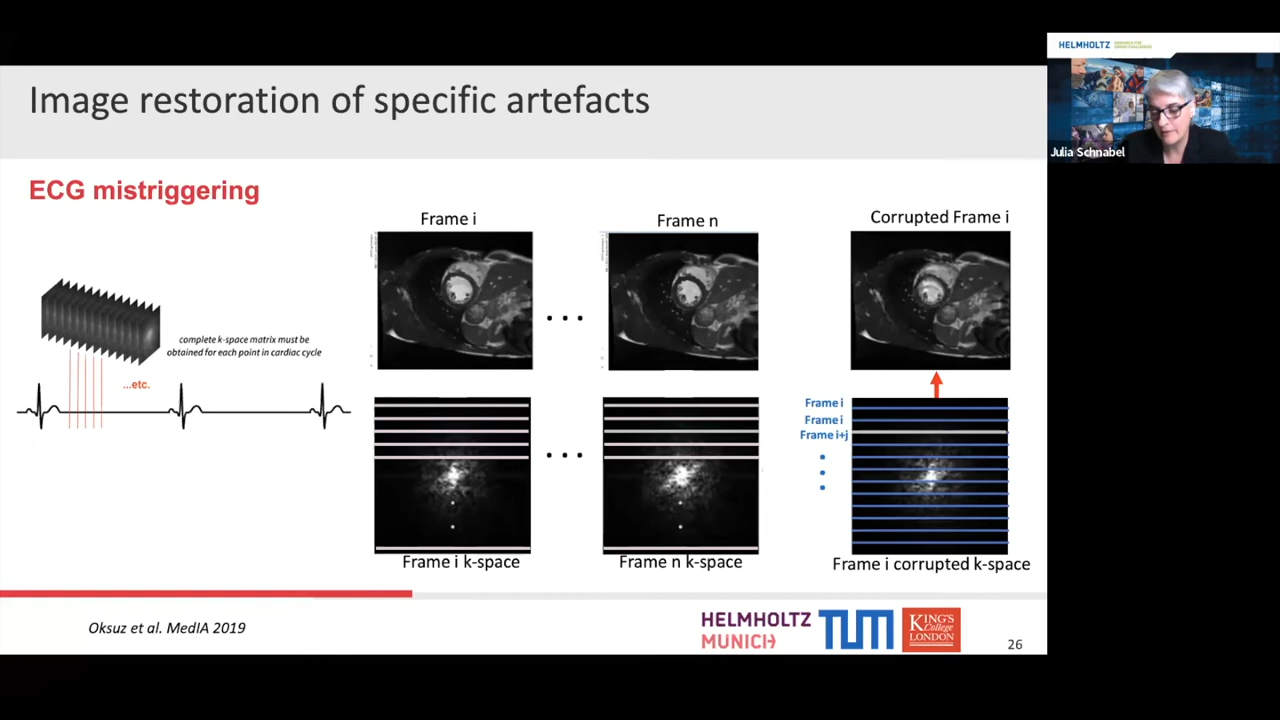 Image restoration of specific artefacts
HELMHOLTZ
Julia Schnabel
ECG mistriggering
Frame i
Frame n
Corrupted Frame i
complete k-space matrix must be
obtained for each point in cardiac cycle
...etc.
Frame i
Frame i
Frame i+j
Frame i k-space
Frame n k-space
Frame i corrupted k-space
Oksuz et al. MedIA 2019
HELMHOLTZ
MUNICH
TUM
KING'S
College
LONDON
26